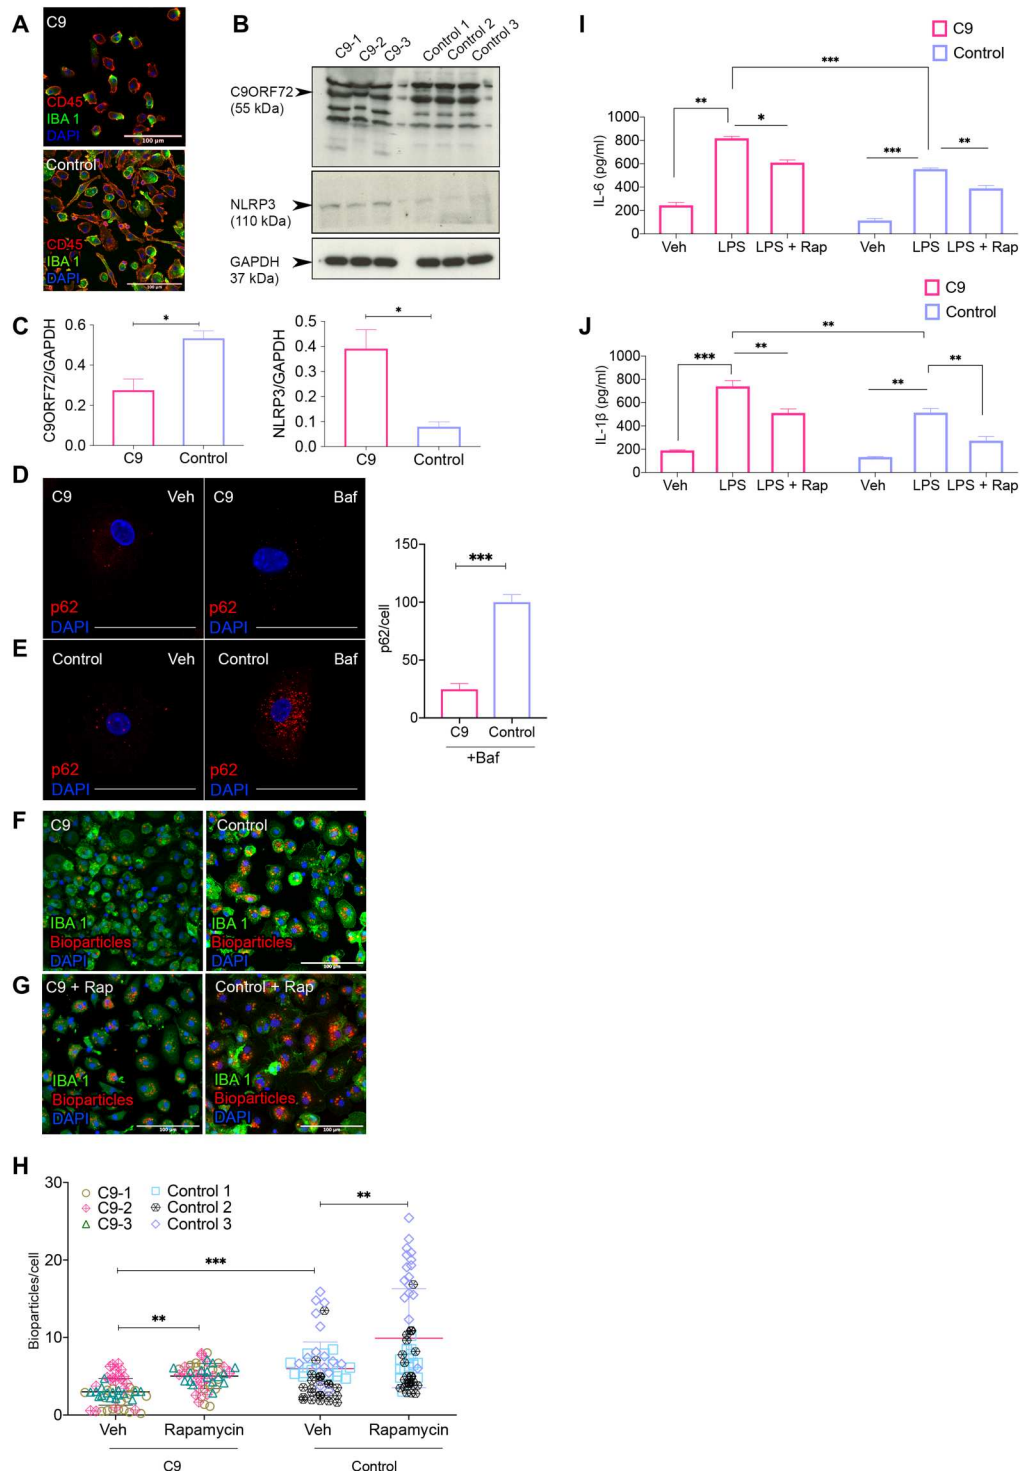 A
C9
CD45
IBA 1
DAPI
100 µm
Control
CD45
IBA 1
DAPI
100 µm
B
C9-1
C9-2
C9-3
Control 1
Control 2
Control 3
C9ORF72
(55 kDa)
NLRP3
(110 kDa)
GAPDH
37 kDa)
C
C9ORF72/GAPDH
0.6
0.4
0.2
0.0
*
C9
Control
NLRP3/GAPDH
0.5
0.4
0.3
0.2
0.1
0.0
*
C9
Control
D
C9
Veh
p62
DAPI
C9
Baf
p62
DAPI
E
Control
Veh
p62
DAPI
Control
Baf
p62
DAPI
p62/cell
150
100
50
0
***
C9
Control
+Baf
F
C9
IBA 1
Bioparticles
DAPI
Control
IBA 1
Bioparticles
DAPI
100 µm
G
C9 + Rap
IBA 1
Bioparticles
DAPI
100 µm
Control + Rap
IBA 1
Bioparticles
DAPI
100 µm
H
Bioparticles/cell
30
20
10
0
C9-1
C9-2
C9-3
Control 1
Control 2
Control 3
**
***
**
Veh
Rapamycin
Veh
Rapamycin
C9
Control
I
C9
Control
IL-6 (pg/ml)
1000
800
600
400
200
0
***
**
*
***
**
Veh
LPS
LPS + Rap
Veh
LPS
LPS + Rap
J
C9
Control
IL-1β (pg/ml)
1000
800
600
400
200
0
**
***
**
**
**
Veh
LPS
LPS + Rap
Veh
LPS
LPS + Rap